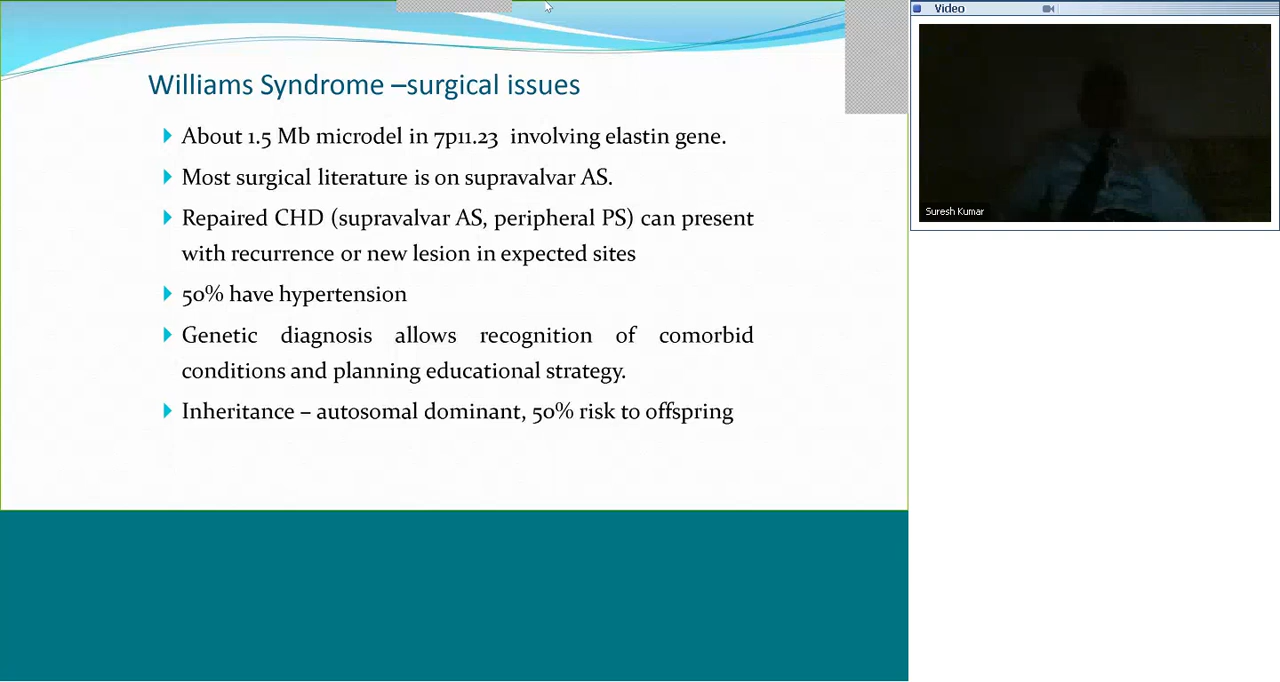 Williams Syndrome –surgical issues
About 1.5 Mb microdel in 7p11.23 involving elastin gene.
Most surgical literature is on supravalvar AS.
Repaired CHD (supravalvar AS, peripheral PS) can present
with recurrence or new lesion in expected sites
50% have hypertension
Genetic diagnosis allows recognition of comorbid
conditions and planning educational strategy.
Inheritance – autosomal dominant, 50% risk to offspring
Video
Suresh Kumar